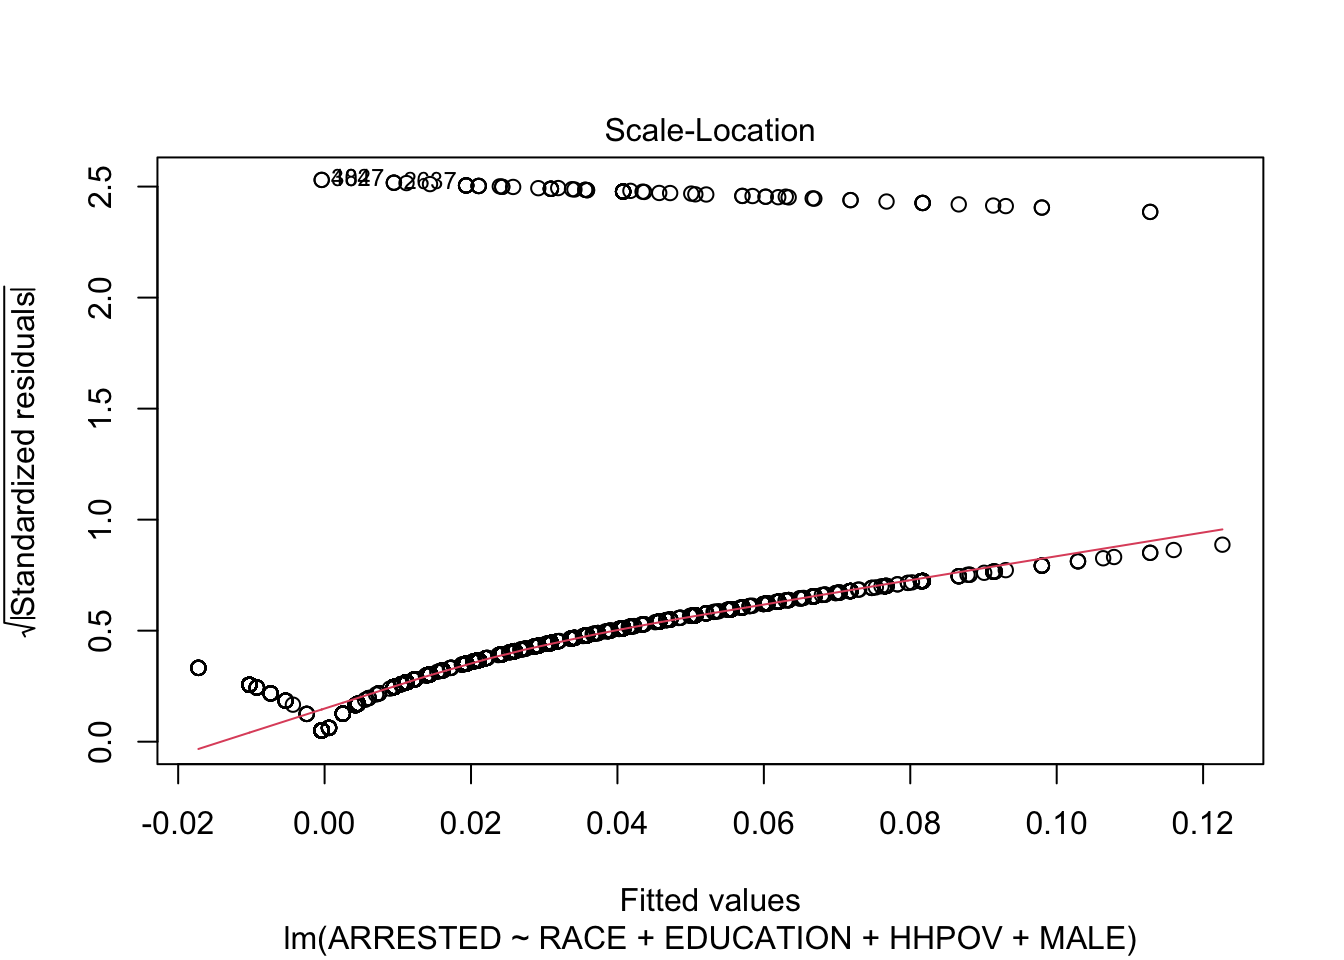 Scale-Location
√|Standardized residuals|
2.5
2.0
1.5
1.0
0.5
0.0
2637
-0.02 0.00 0.02 0.04 0.06 0.08 0.10 0.12
Fitted values
lm(ARRESTED ~ RACE + EDUCATION + HHPOV + MALE)